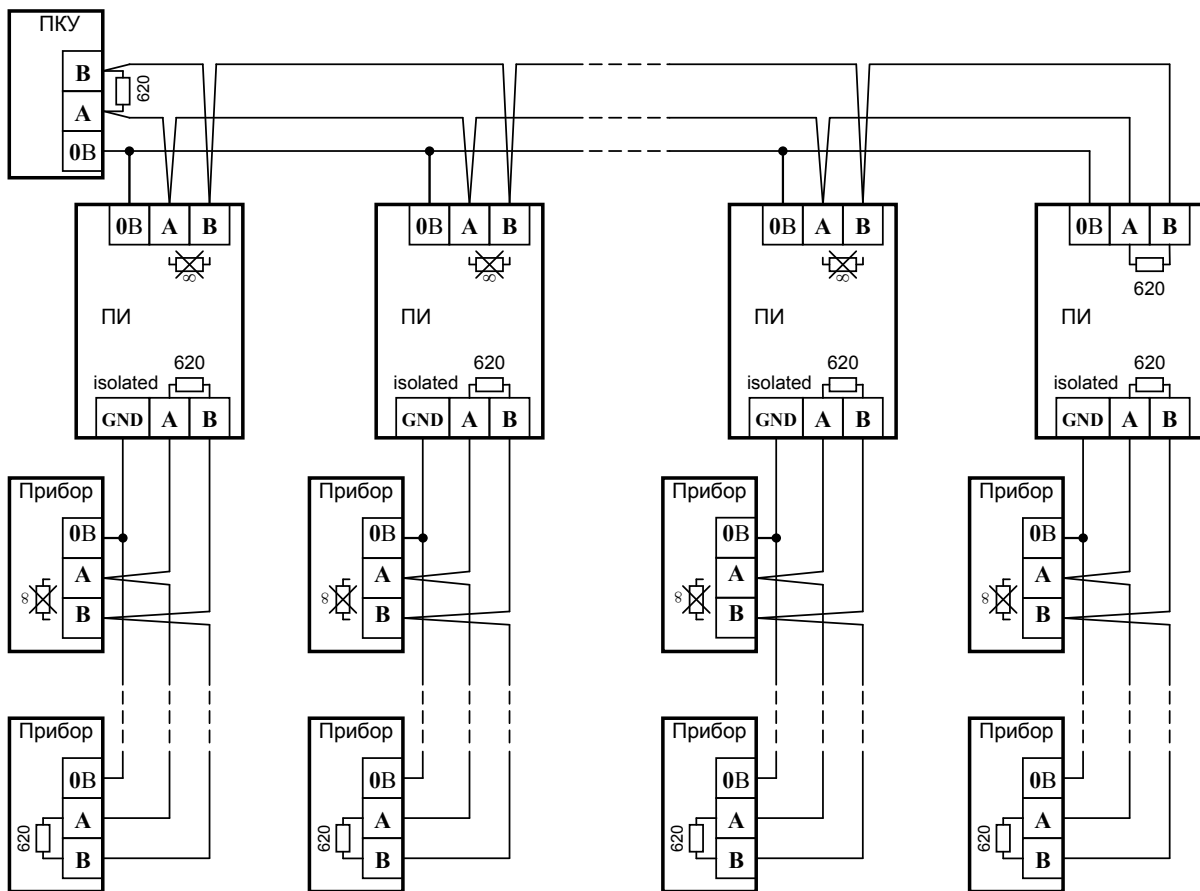 ПКУ
B
620
A
0В
0В A B
0В A B
0В A B
0В A B
∞
∞
∞
620
ПИ
ПИ
ПИ
ПИ
620
620
620
620
isolated
isolated
isolated
isolated
GND A B
GND A B
GND A B
GND A B
Прибор
Прибор
Прибор
Прибор
0В
0В
0В
0В
A
A
A
A
∞
∞
∞
∞
B
B
B
B
Прибор
Прибор
Прибор
Прибор
0В
0В
0В
0В
A
A
A
A
620
620
620
620
B
B
B
B